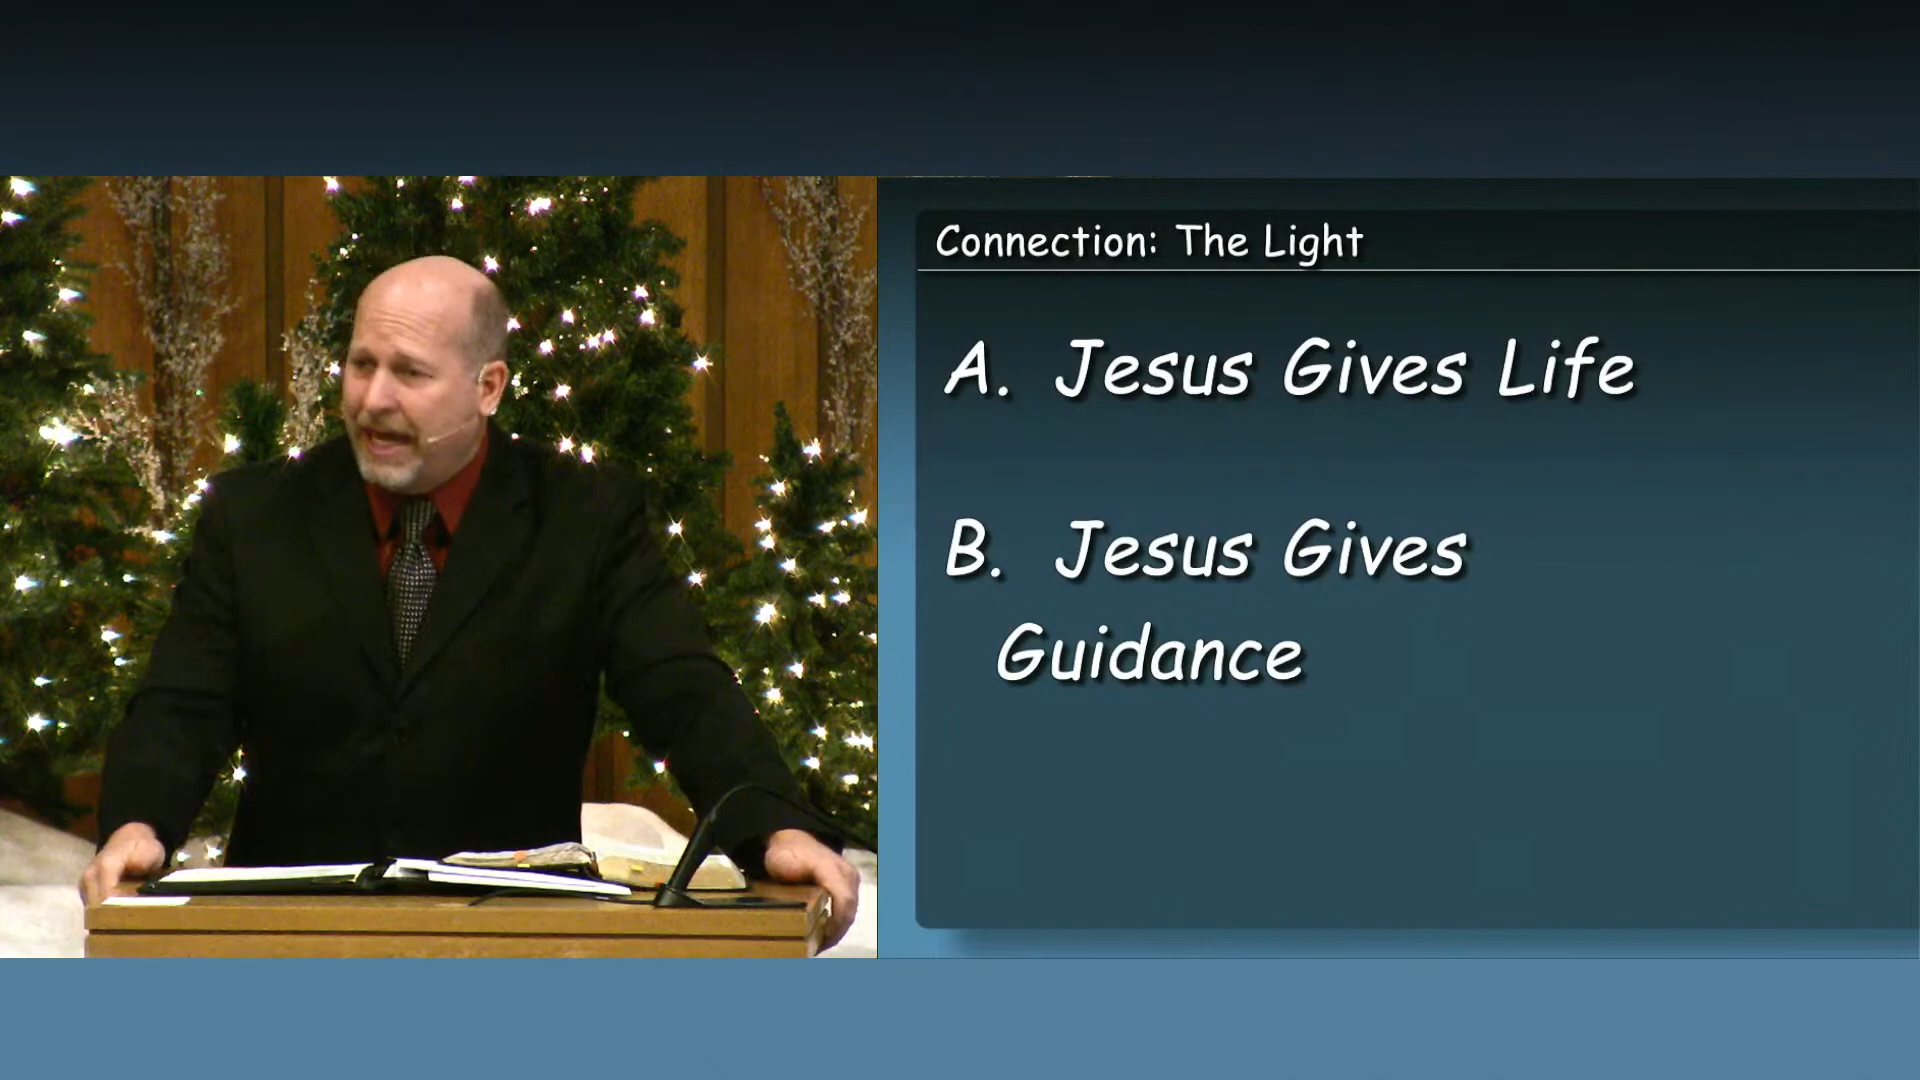 Connection: The Light
A. Jesus Gives Life
B. Jesus Gives
Guidance